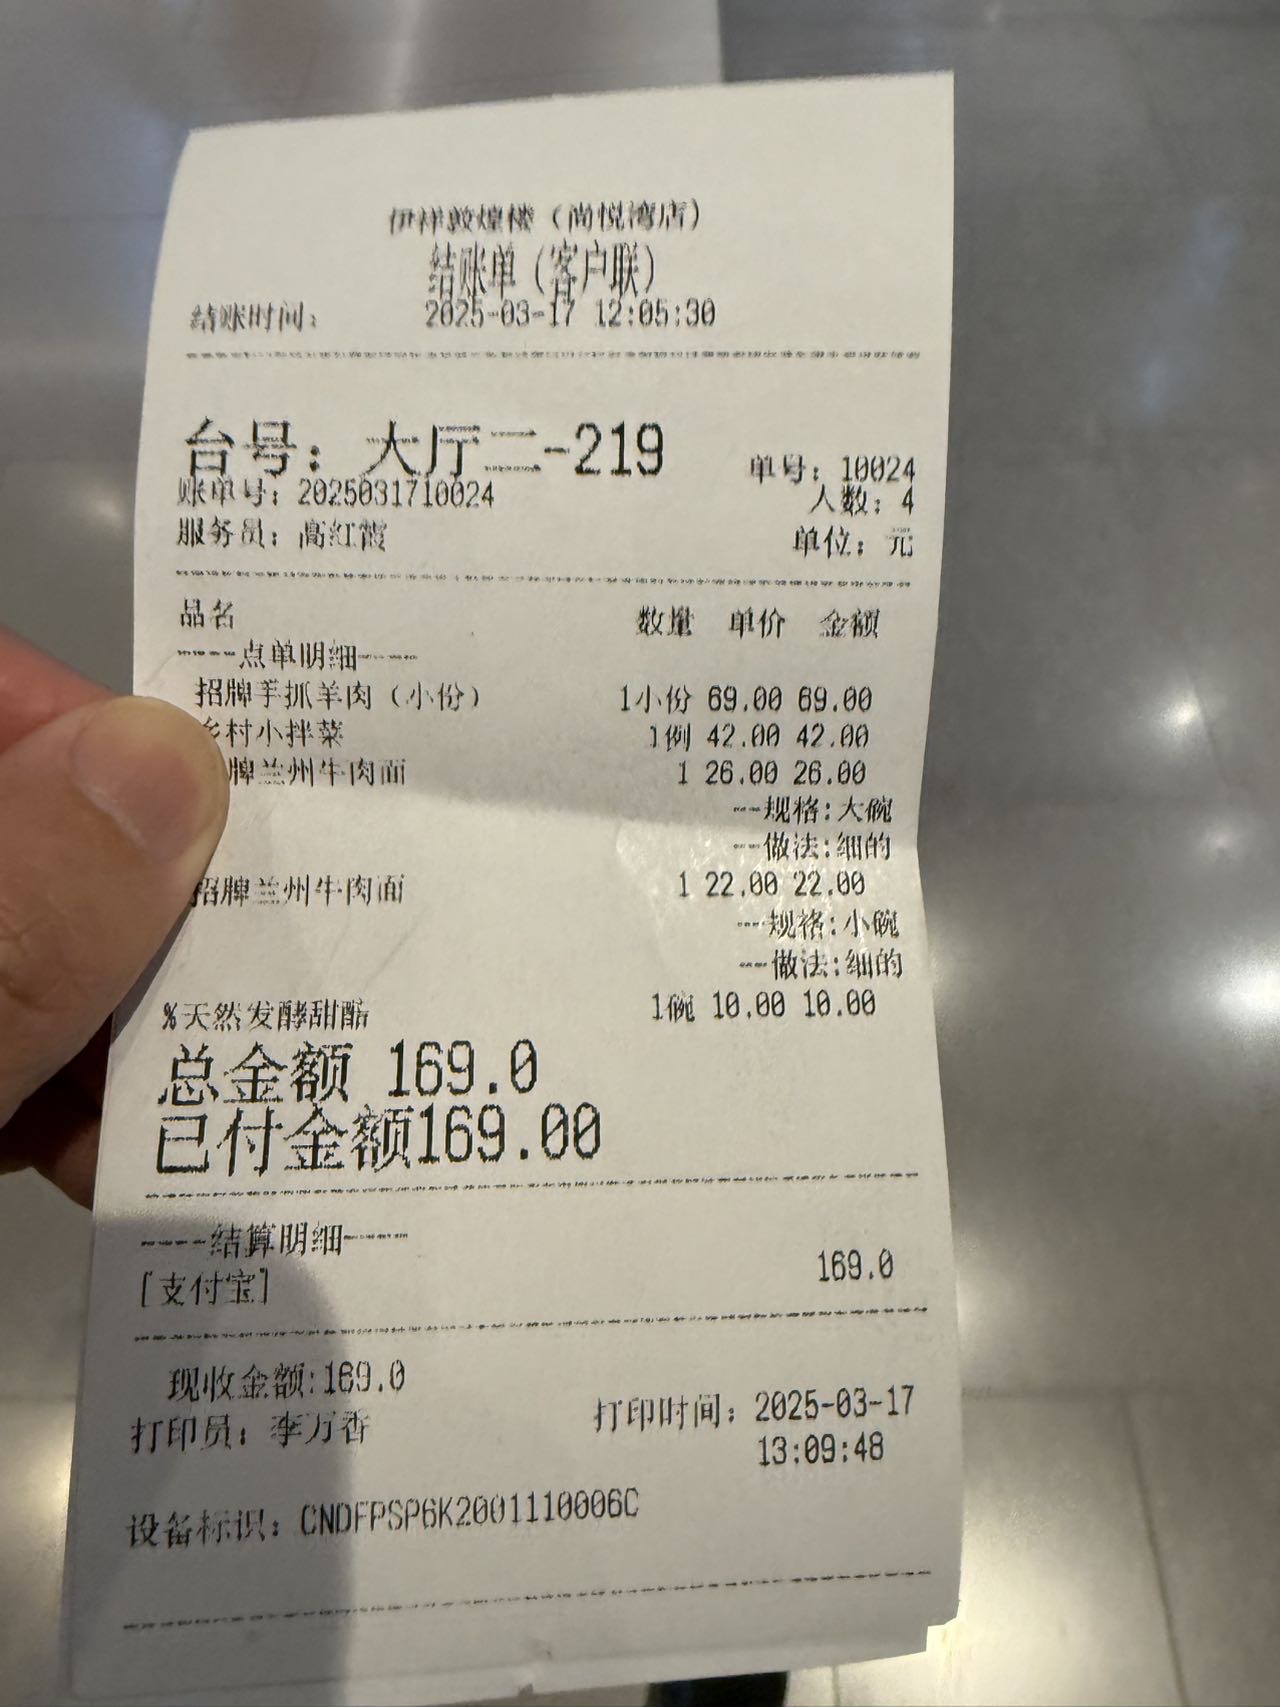 伊祥敦煌楼（尚悦湾店）
结账单（客户联）
结账时间： 2025-03-17 12:05:30
台号：大厅二-219 单号：10024
账单号：2025031710024 人数：4
服务员：高红霞 单位：元
品名 数量 单价 金额
----点单明细----
招牌手抓羊肉（小份） 1小份 69.00 69.00
乡村小拌菜 1例 42.00 42.00
牌兰州牛肉面 1 26.00 26.00
--规格:大碗
--做法:细的
招牌兰州牛肉面 1 22.00 22.00
--规格:小碗
--做法:细的
%天然发酵甜醅 1碗 10.00 10.00
总金额 169.0
已付金额169.00
----结算明细----
[支付宝] 169.0
现收金额:169.0
打印员：李万香 打印时间：2025-03-17
13:09:48
设备标识：CNDFPSP6K2001110006C